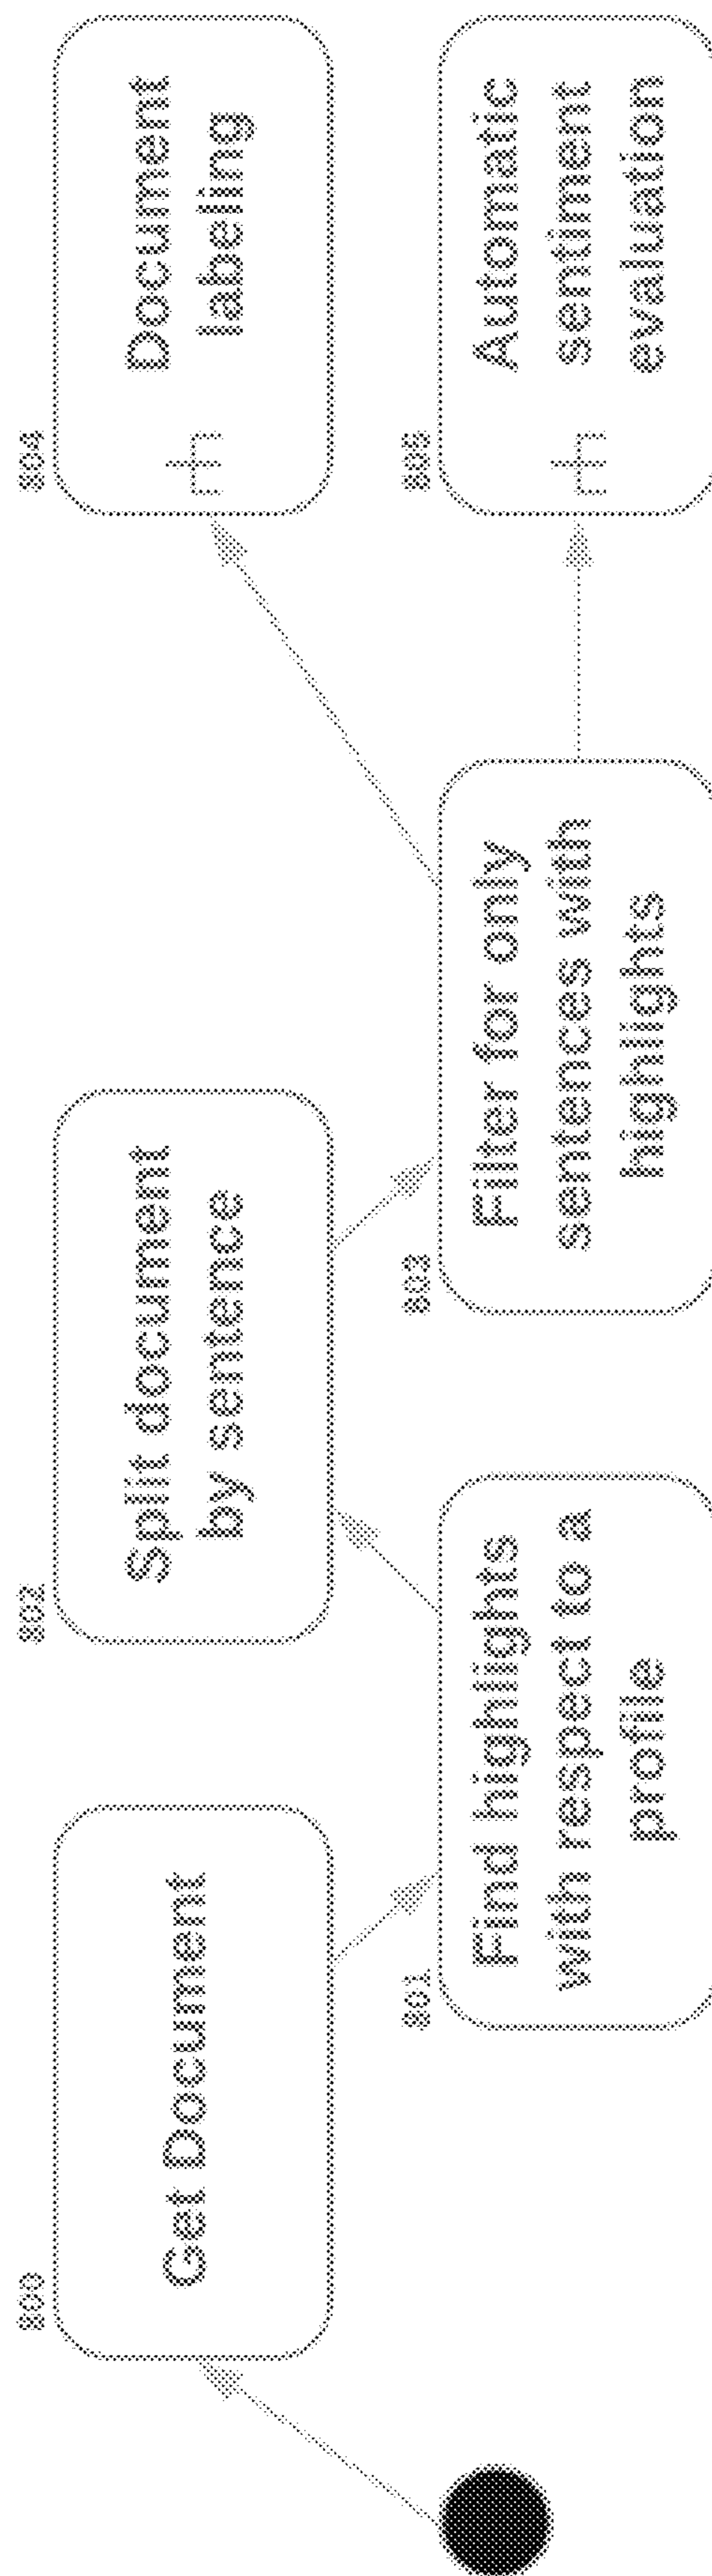 800
Get Document
801
Find highlights
with respect to a
profile
802
Split document
by sentence
803
Filter for only
sentences with
highlights
804
Document
labeling
805
Automatic
sentiment
evaluation